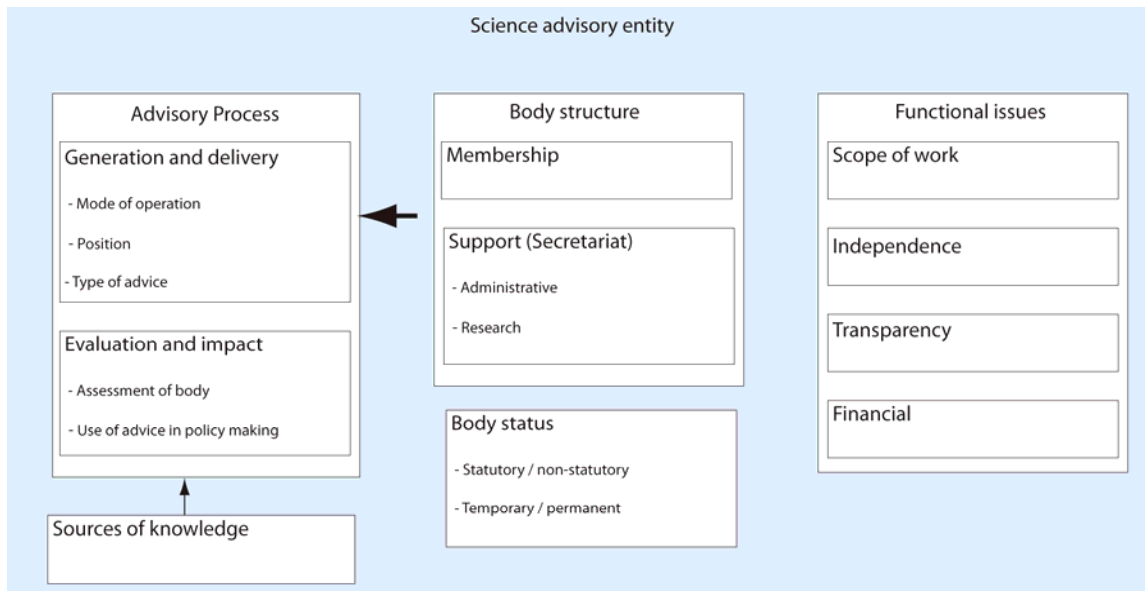 Science advisory entity
Advisory Process
Generation and delivery
- Mode of operation
- Position
- Type of advice
Evaluation and impact
- Assessment of body
- Use of advice in policy making
Sources of knowledge
Body structure
Membership
Support (Secretariat)
- Administrative
- Research
Body status
- Statutory / non-statutory
- Temporary / permanent
Functional issues
Scope of work
Independence
Transparency
Financial